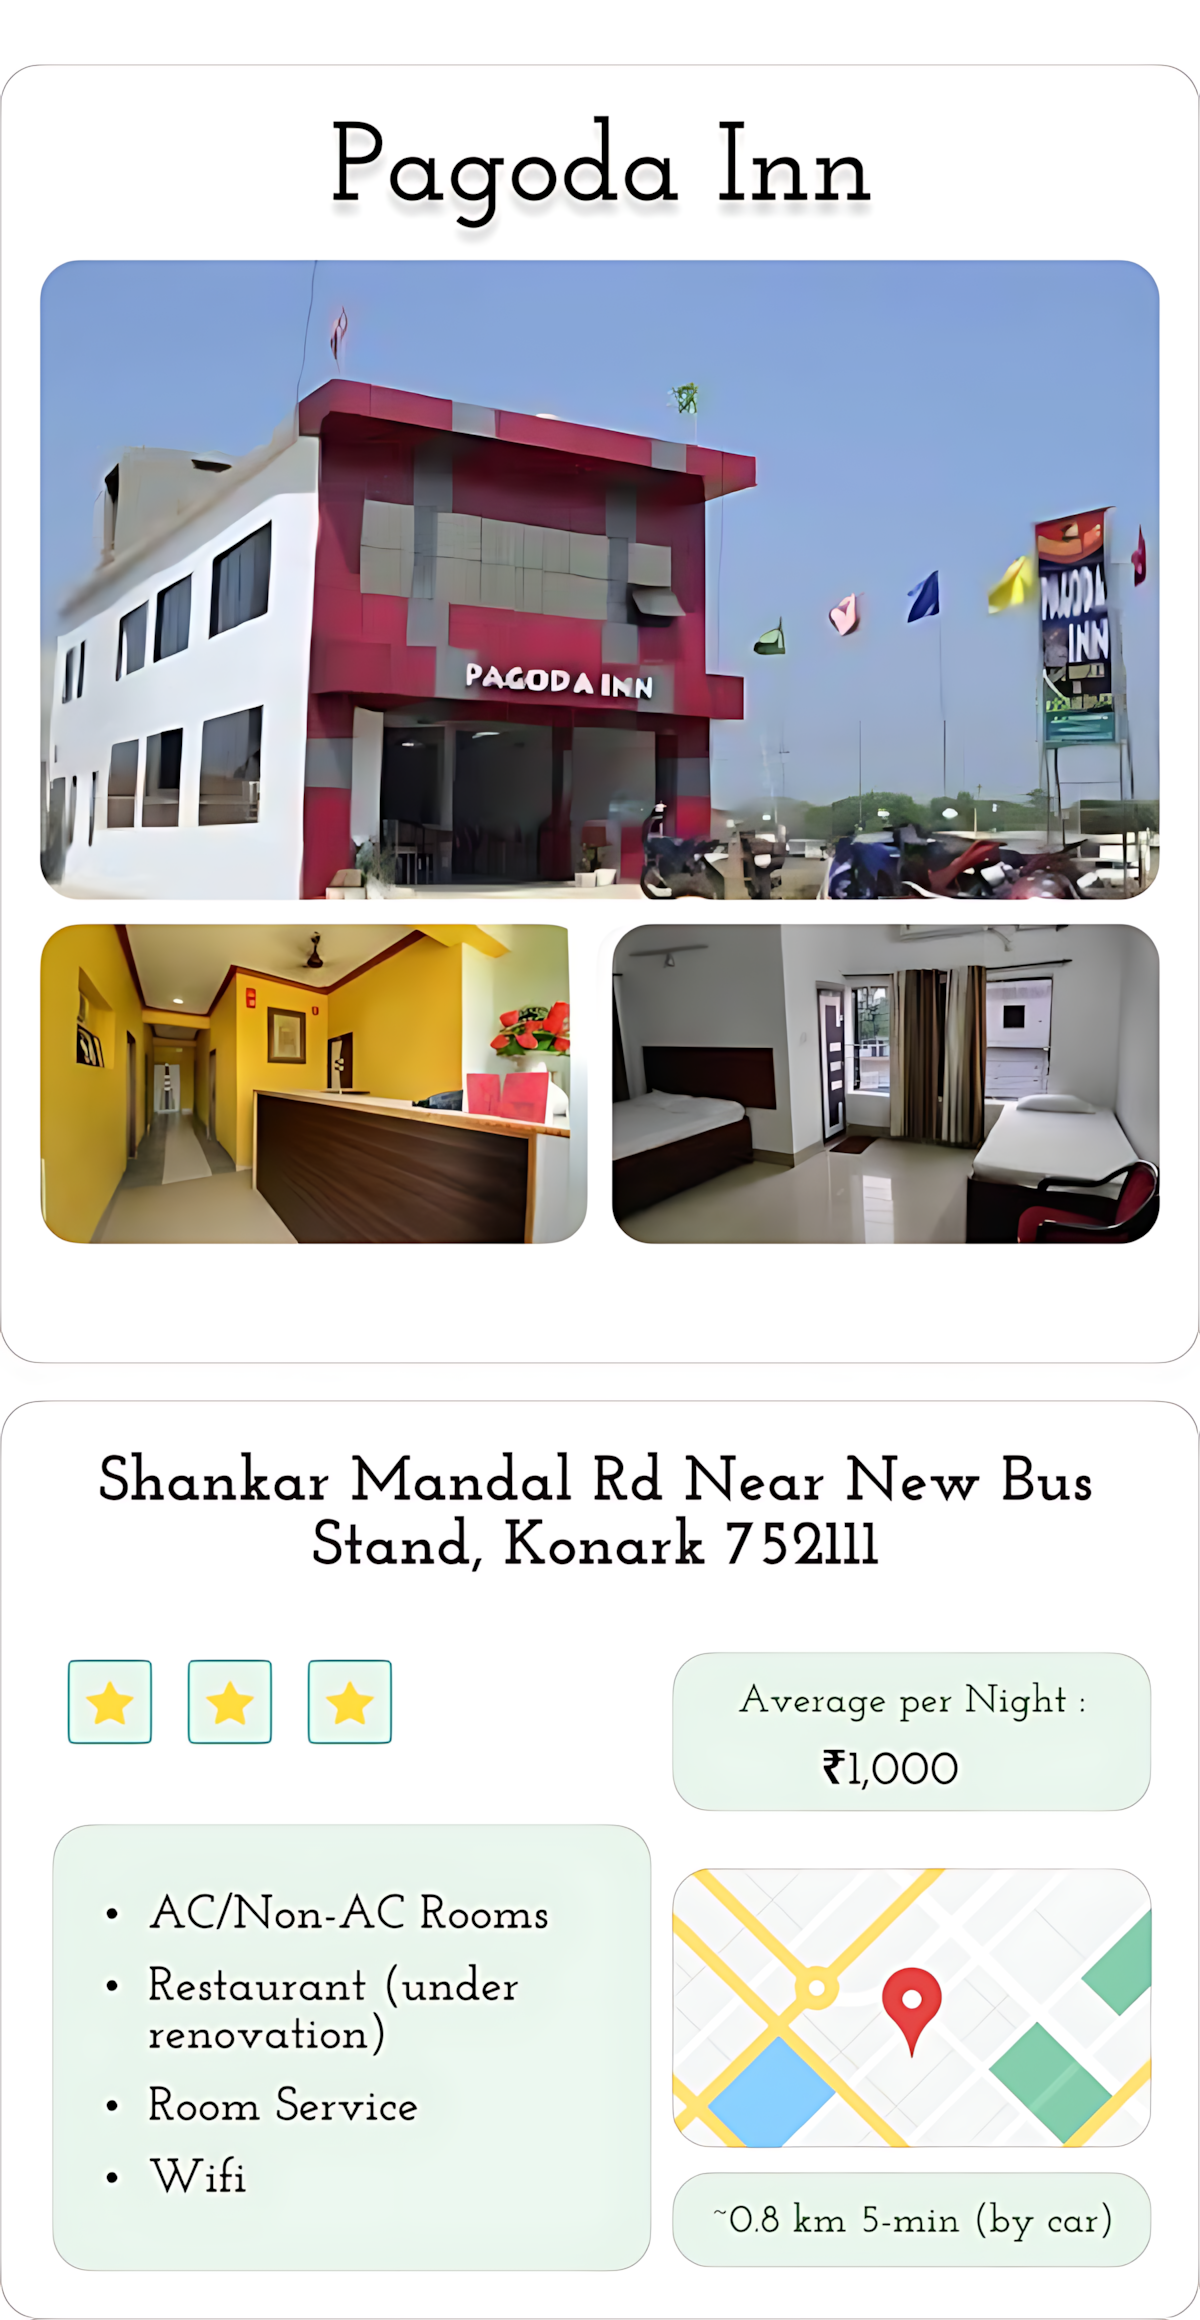 Pagoda Inn
PAGODA INN
PAGODA
INN
Shankar Mandal Rd Near New Bus
Stand, Konark 752111
Average per Night :
₹1,000
• AC/Non-AC Rooms
• Restaurant (under
renovation)
• Room Service
• Wifi
~0.8 km 5-min (by car)